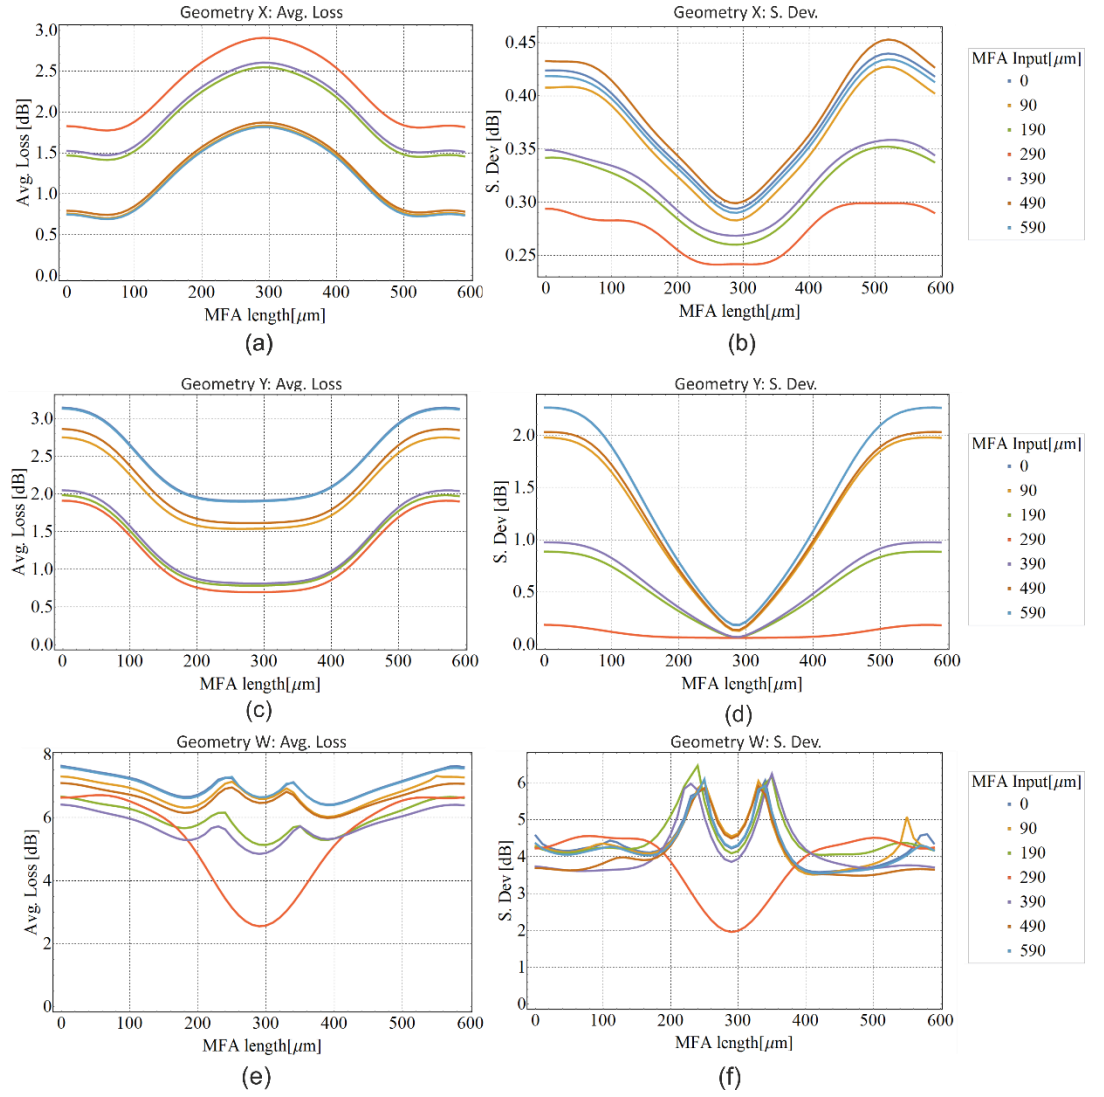 Geometry X: Avg. Loss
3.0
2.5
2.0
1.5
1.0
0.5
0.0
Avg. Loss [dB]
0 100 200 300 400 500 600
MFA length[μm]
(a)
Geometry X: S. Dev.
0.45
0.40
0.35
0.30
0.25
S. Dev [dB]
0 100 200 300 400 500 600
MFA length[μm]
(b)
MFA Input[μm]
0
90
190
290
390
490
590
Geometry Y: Avg. Loss
3.0
2.5
2.0
1.5
1.0
0.5
0.0
Avg. Loss [dB]
0 100 200 300 400 500 600
MFA length[μm]
(c)
Geometry Y: S. Dev.
2.0
1.5
1.0
0.5
0.0
S. Dev [dB]
0 100 200 300 400 500 600
MFA length[μm]
(d)
MFA Input[μm]
0
90
190
290
390
490
590
Geometry W: Avg. Loss
8
6
4
2
0
Avg. Loss [dB]
0 100 200 300 400 500 600
MFA length[μm]
(e)
Geometry W: S. Dev.
6
5
4
3
2
1
0
S. Dev [dB]
0 100 200 300 400 500 600
MFA length[μm]
(f)
MFA Input[μm]
0
90
190
290
390
490
590